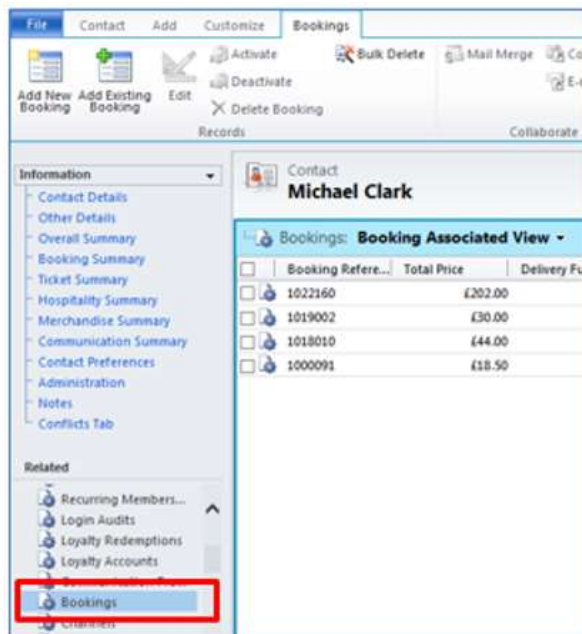 File Contact Add Customize Bookings
Activate
Bulk Delete
Mail Merge
Co
Add New Booking
Add Existing Booking
Edit
Deactivate
E-
Delete Booking
Records
Collaborate
Information
Contact Details
Other Details
Overall Summary
Booking Summary
Ticket Summary
Hospitality Summary
Merchandise Summary
Communication Summary
Contact Preferences
Administration
Notes
Conflicts Tab
Related
Recurring Members...
Login Audits
Loyalty Redemptions
Loyalty Accounts
Bookings
Channels
Contact
Michael Clark
Bookings: Booking Associated View
Booking Refere... Total Price Delivery Fu
1022160 £202.00
1019002 £30.00
1018010 £44.00
1000091 £18.50